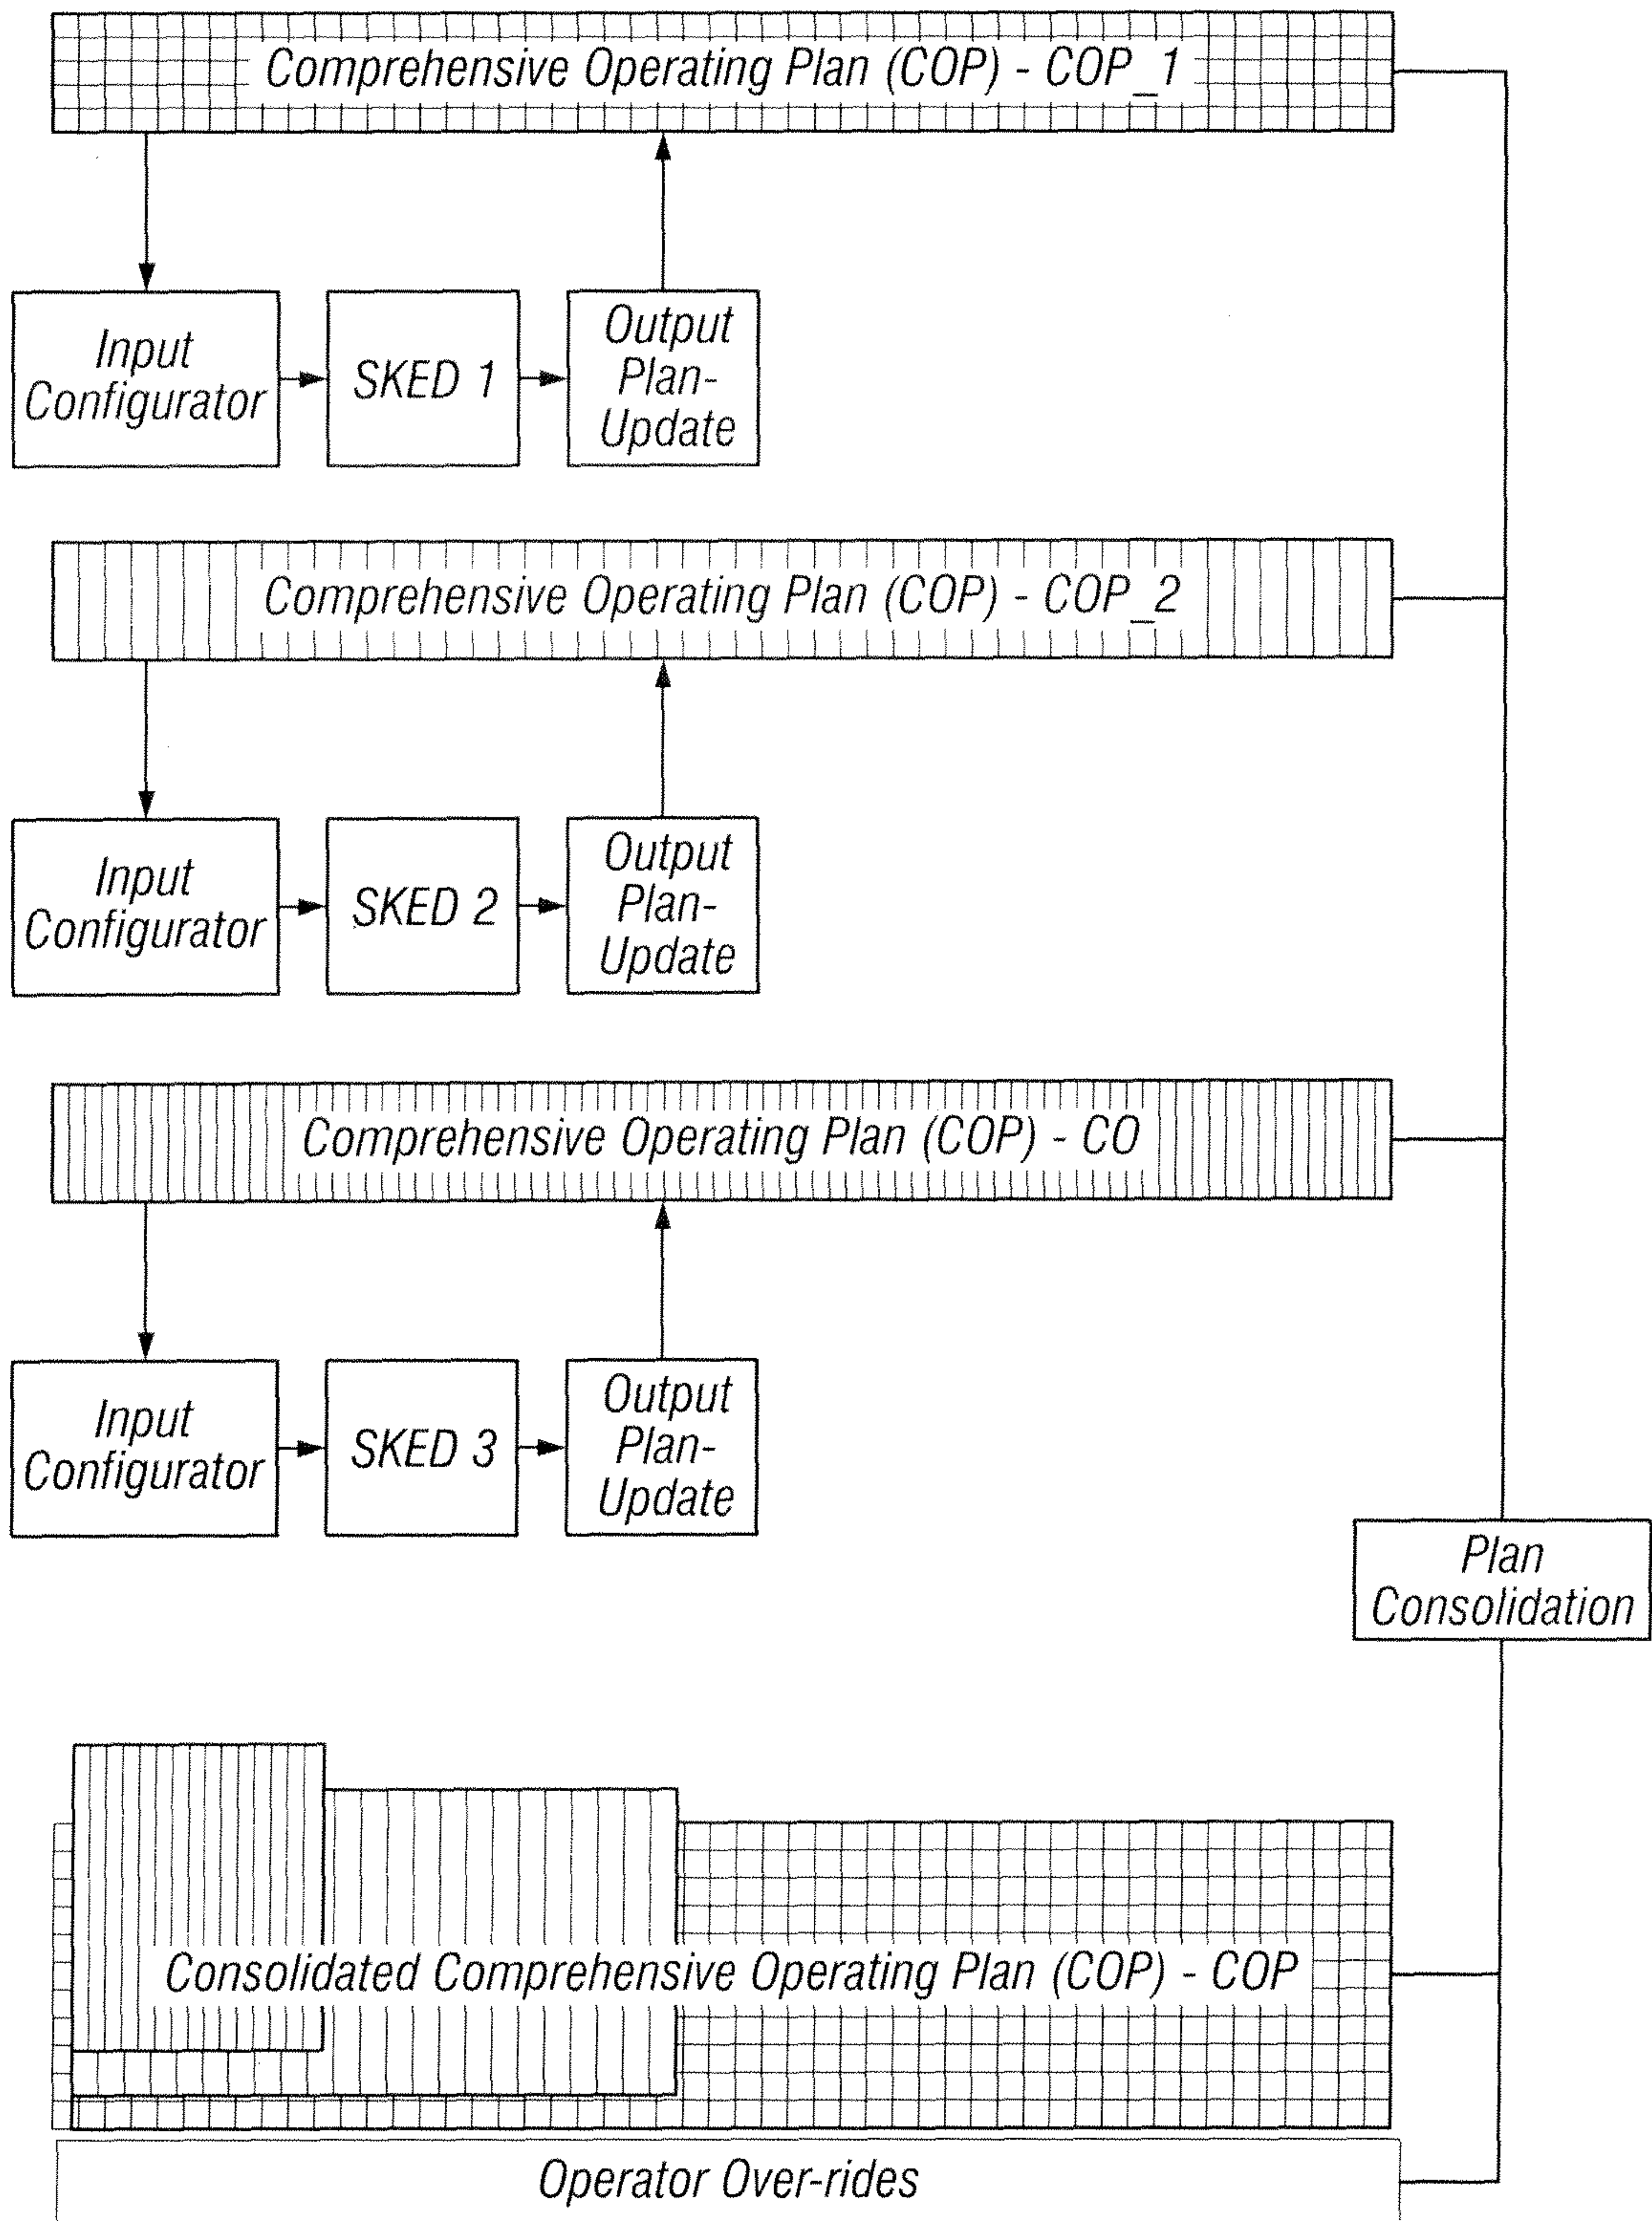 Comprehensive Operating Plan (COP) - COP_1
Input
Configurator
SKED 1
Output
Plan-
Update
Comprehensive Operating Plan (COP) - COP_2
Input
Configurator
SKED 2
Output
Plan-
Update
Comprehensive Operating Plan (COP) - CO
Input
Configurator
SKED 3
Output
Plan-
Update
Plan
Consolidation
Consolidated Comprehensive Operating Plan (COP) - COP
Operator Over-rides